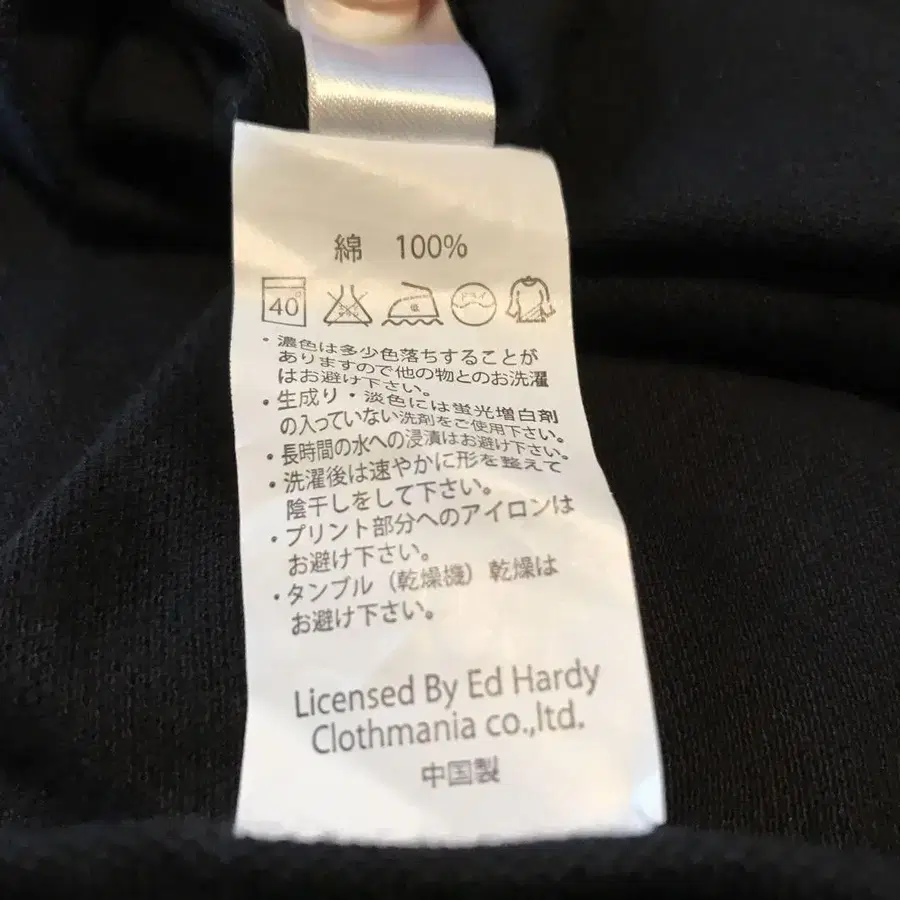 綿 100%
40
低
ドライ
・濃色は多少色落ちすることが
ありますので他の物とのお洗濯
はお避け下さい。
・生成り・淡色には蛍光増白剤
の入っていない洗剤をご使用下さい。
・長時間の水への浸漬はお避け下さい。
・洗濯後は速やかに形を整えて
陰干しをして下さい。
・プリント部分へのアイロンは
お避け下さい。
・タンブル（乾燥機）乾燥は
お避け下さい。
Licensed By Ed Hardy
Clothmania co.,ltd.
中国製